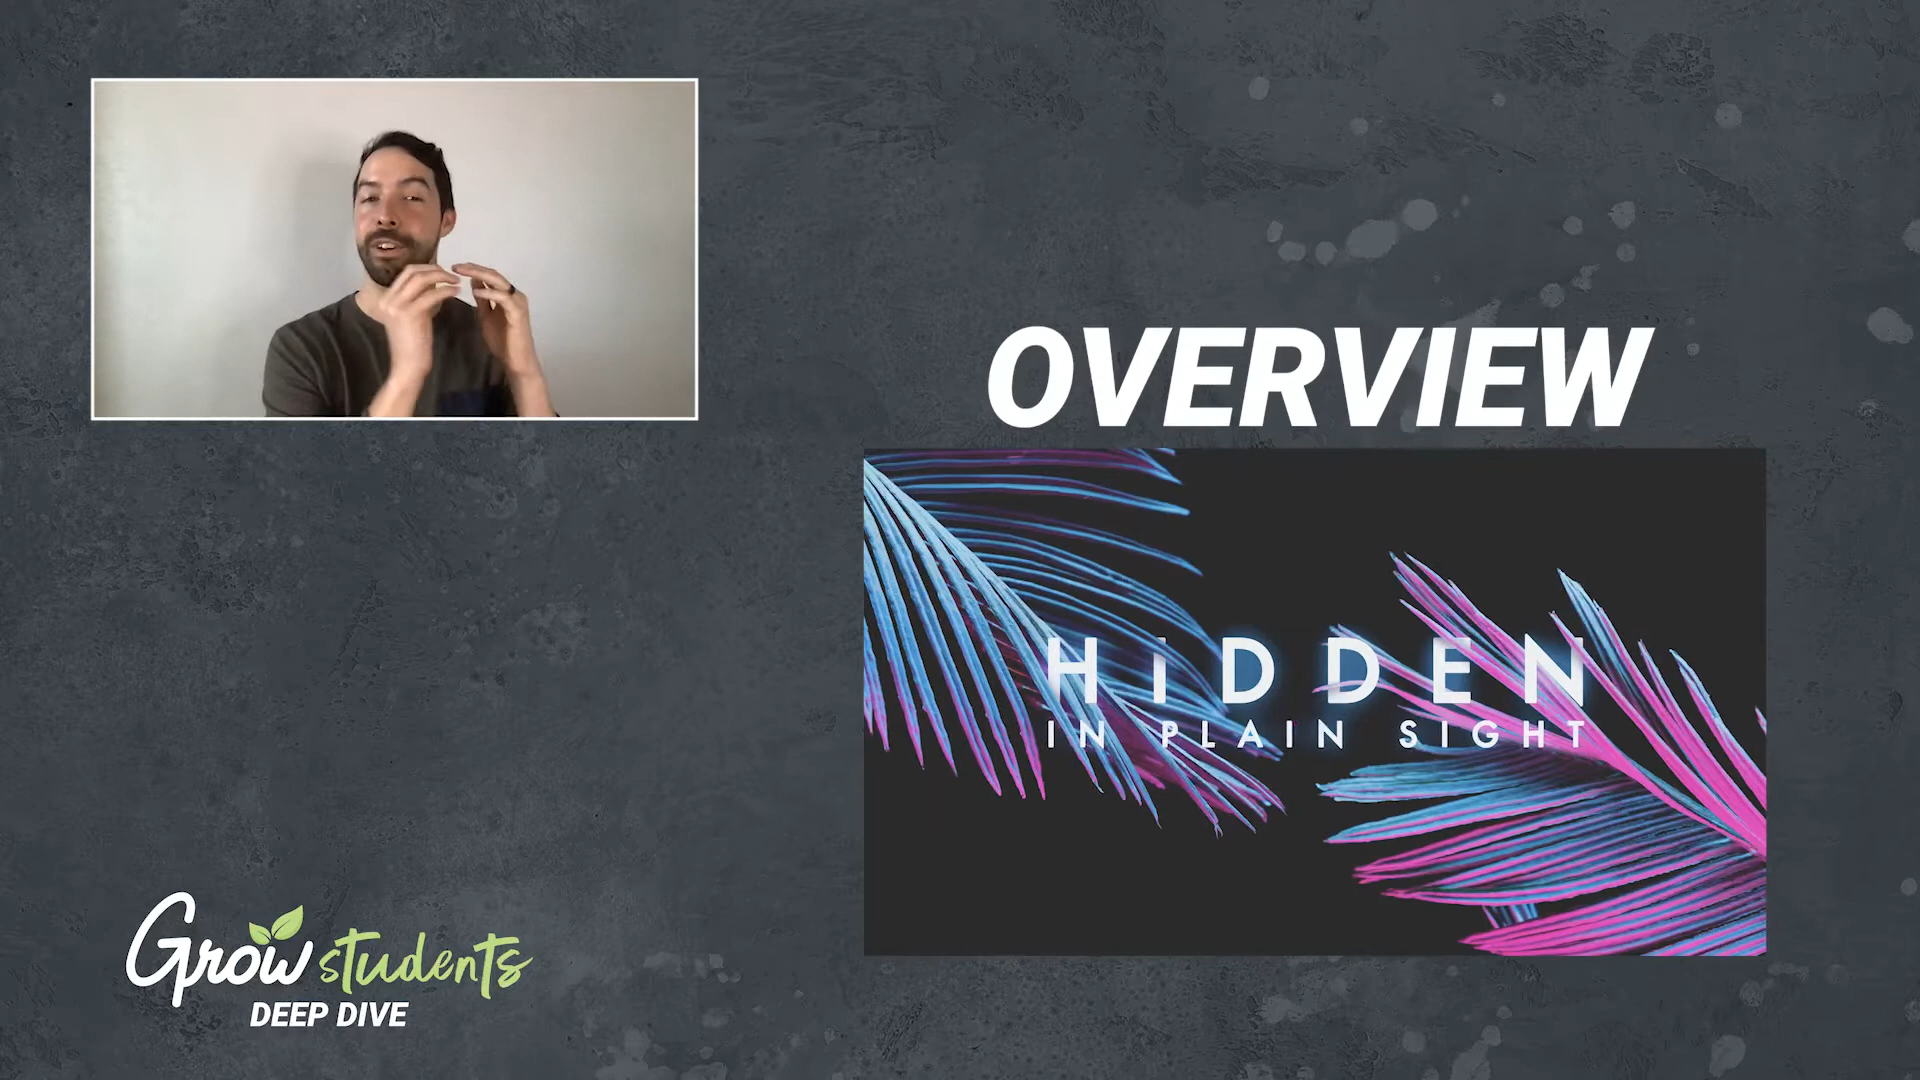 OVERVIEW
HiDDEN
IN PLAIN SIGHT
Grow students
DEEP DIVE